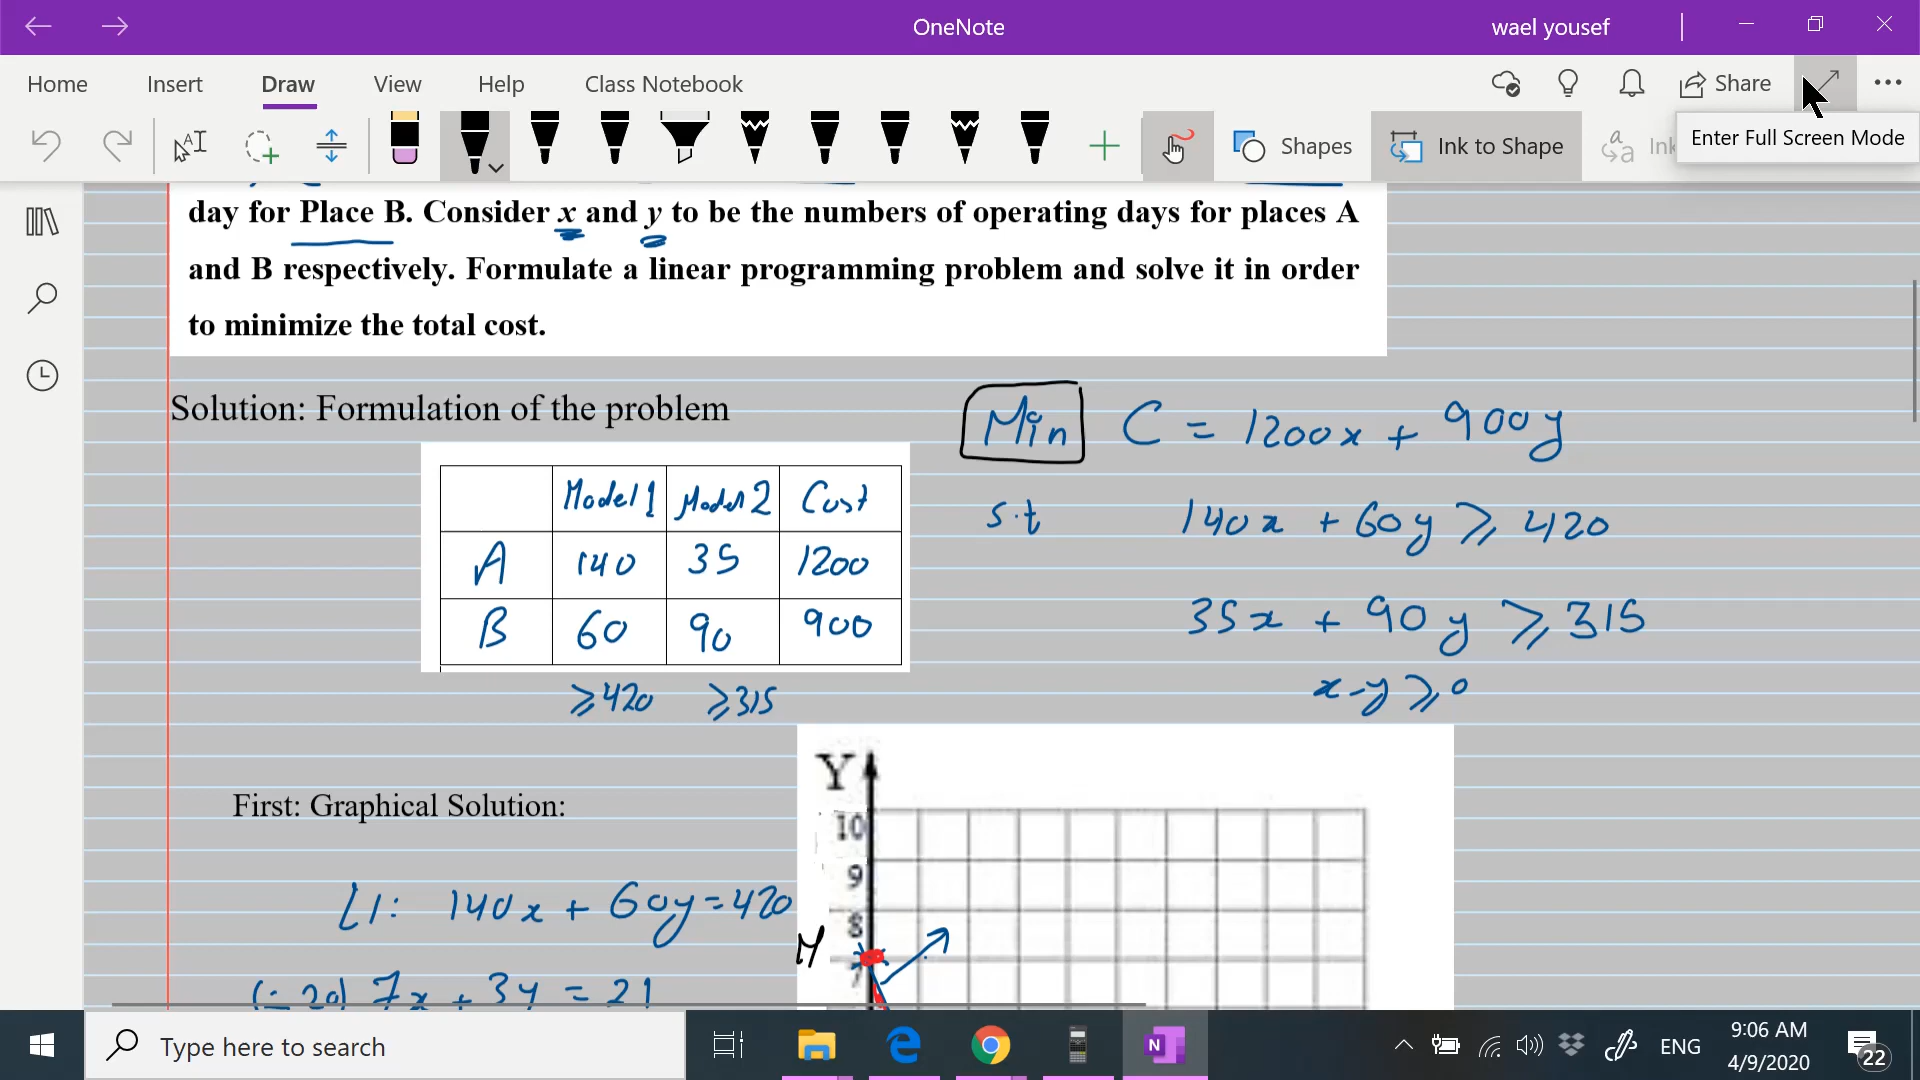 OneNote
wael yousef
Home Insert Draw View Help Class Notebook
Share
Shapes
Ink to Shape
Ink
Enter Full Screen Mode
day for Place B. Consider x and y to be the numbers of operating days for places A
and B respectively. Formulate a linear programming problem and solve it in order
to minimize the total cost.
Solution: Formulation of the problem
Min C = 1200x + 900y
s.t 140x + 60y ≥ 420
35x + 90y ≥ 315
x-y ≥ 0
Model 1 Model 2 Cost
A 140 35 1200
B 60 90 900
≥420 ≥315
First: Graphical Solution:
L1: 140x + 60y = 420
(÷20) 7x + 3y = 21
Y
10
9
8
7
M
Type here to search
ENG
9:06 AM
4/9/2020
22